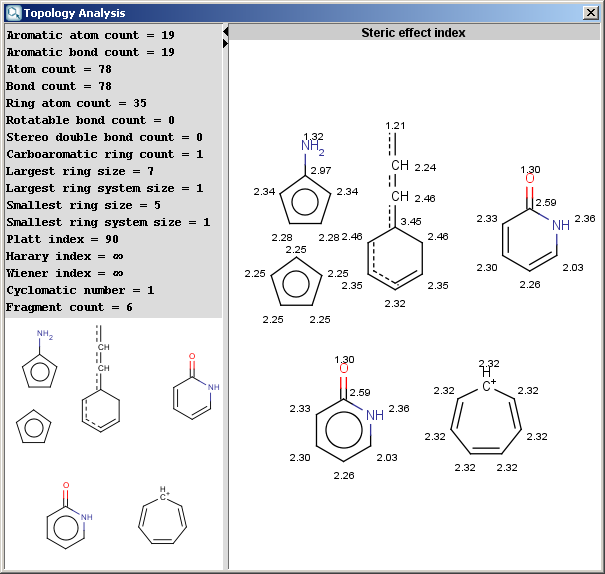 Topology Analysis
Aromatic atom count = 19
Aromatic bond count = 19
Atom count = 78
Bond count = 78
Ring atom count = 35
Rotatable bond count = 0
Stereo double bond count = 0
Carboaromatic ring count = 1
Largest ring size = 7
Largest ring system size = 1
Smallest ring size = 5
Smallest ring system size = 1
Platt index = 90
Harary index = ∞
Wiener index = ∞
Cyclomatic number = 1
Fragment count = 6
NH2
CH
CH
O
NH
O
NH
H
C+
Steric effect index
1.32
NH2
2.97
2.34 2.34
2.28 2.28
2.25
2.25 2.25
2.25 2.25
1.21
CH 2.24
CH 2.46
3.45
2.46 2.46
2.35 2.35
2.32
1.30
O
2.59
2.33 NH 2.36
2.30 2.03
2.26
1.30
O
2.59
2.33 NH 2.36
2.30 2.03
2.26
2.32
H
C+
2.32 2.32
2.32 2.32
2.32 2.32